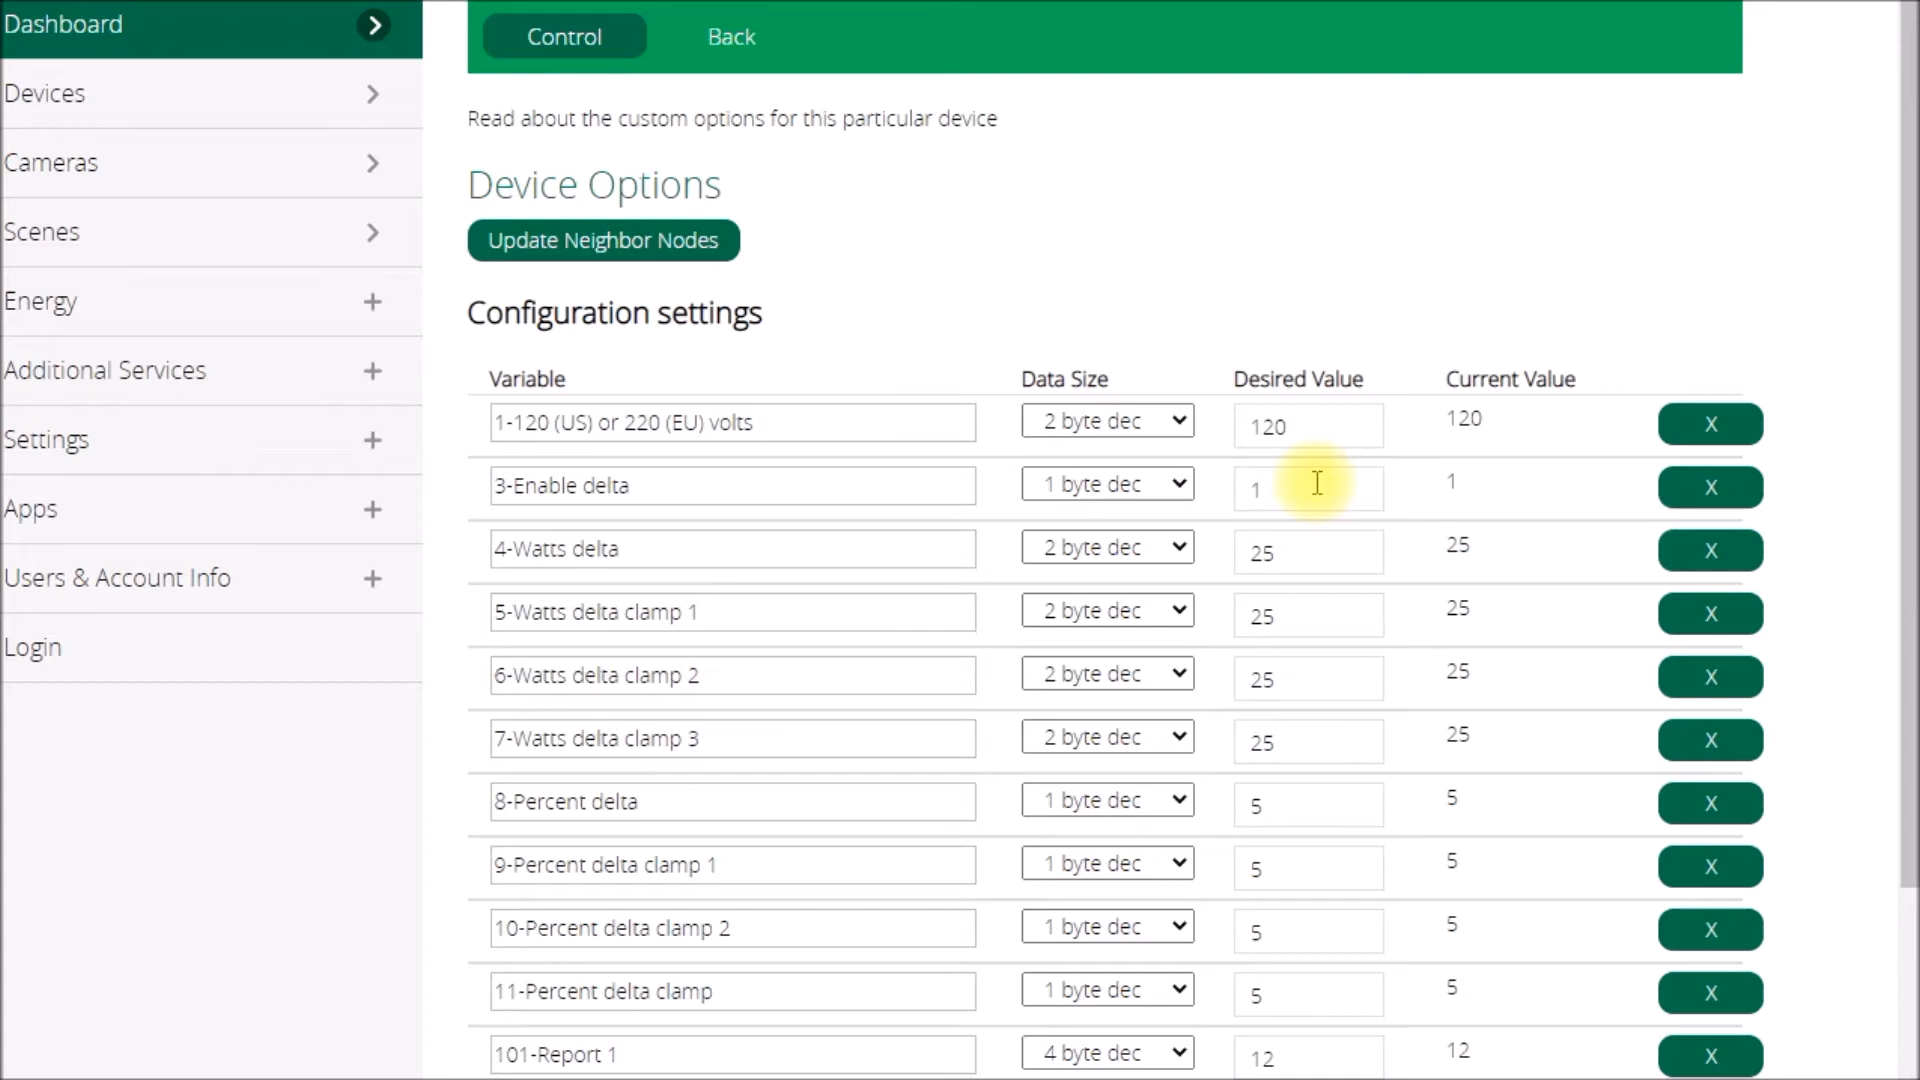 Dashboard
Devices
Cameras
Scenes
Energy
Additional Services
Settings
Apps
Users & Account Info
Login
Control Back
Read about the custom options for this particular device
Device Options
Update Neighbor Nodes
Configuration settings
Variable Data Size Desired Value Current Value
1-120 (US) or 220 (EU) volts 2 byte dec 120 120 X
3-Enable delta 1 byte dec 1 1 X
4-Watts delta 2 byte dec 25 25 X
5-Watts delta clamp 1 2 byte dec 25 25 X
6-Watts delta clamp 2 2 byte dec 25 25 X
7-Watts delta clamp 3 2 byte dec 25 25 X
8-Percent delta 1 byte dec 5 5 X
9-Percent delta clamp 1 1 byte dec 5 5 X
10-Percent delta clamp 2 1 byte dec 5 5 X
11-Percent delta clamp 1 byte dec 5 5 X
101-Report 1 4 byte dec 12 12 X